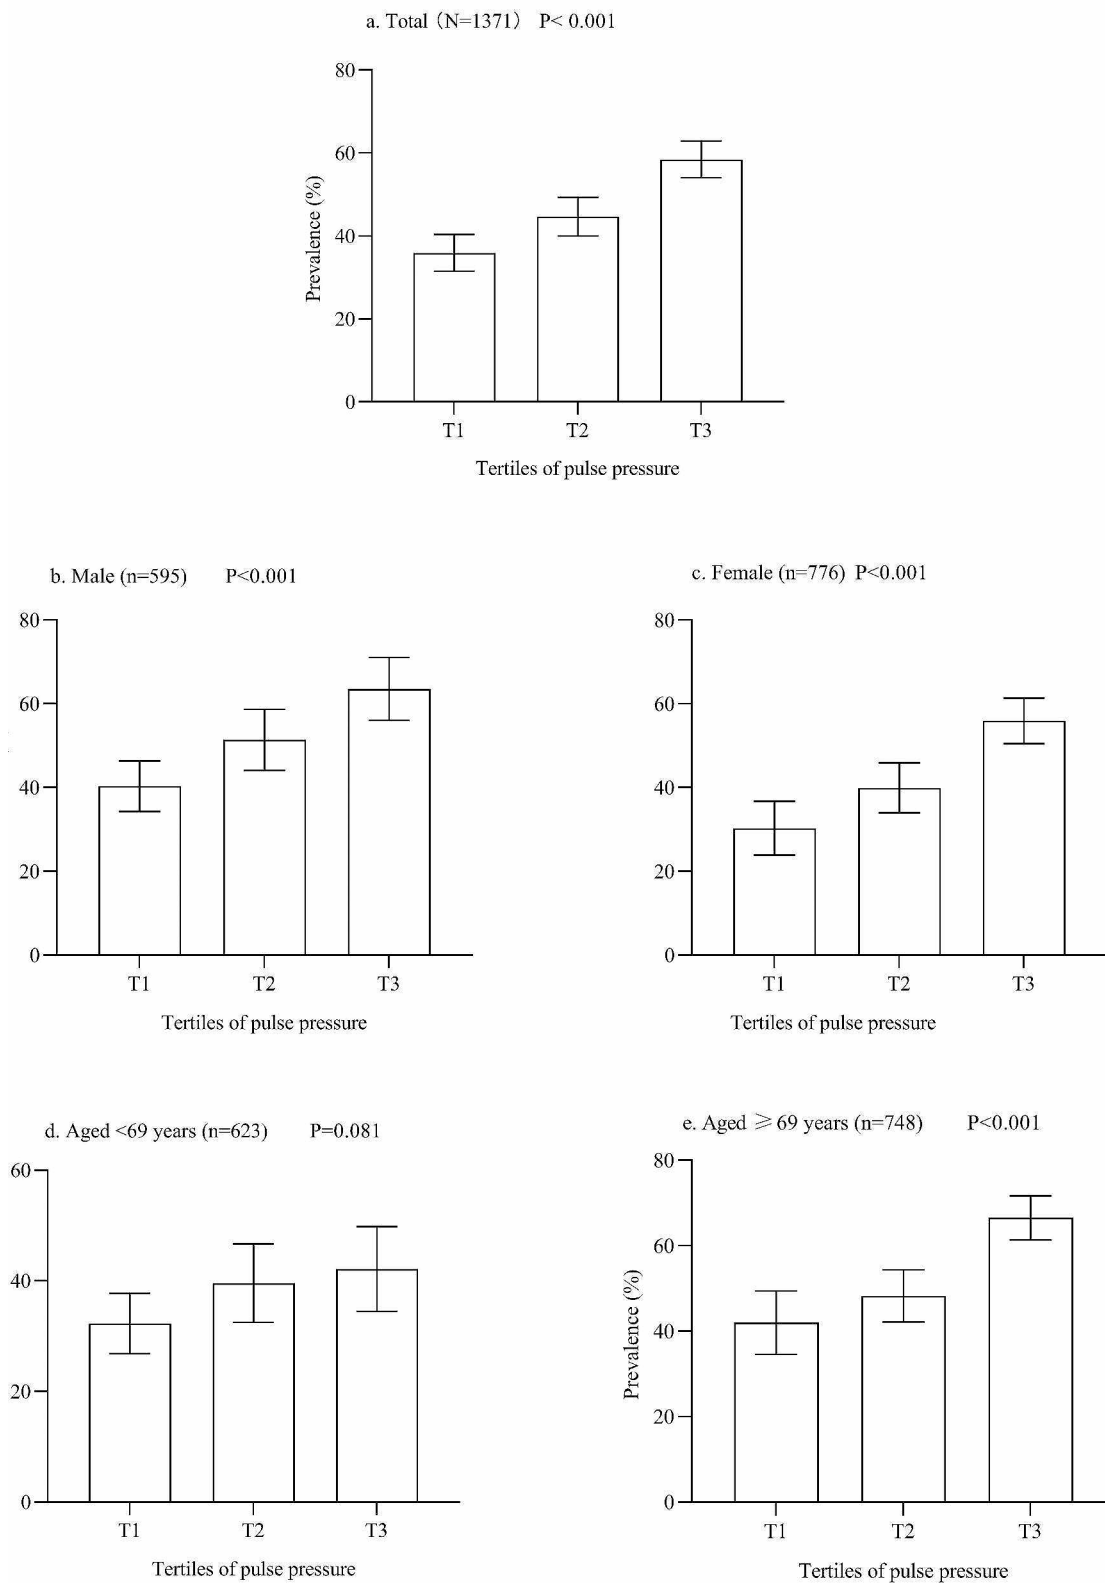 a. Total（N=1371） P< 0.001
80
60
40
20
0
Prevalence (%)
T1 T2 T3
Tertiles of pulse pressure
b. Male (n=595) P<0.001
80
60
40
20
0
T1 T2 T3
Tertiles of pulse pressure
c. Female (n=776) P<0.001
80
60
40
20
0
T1 T2 T3
Tertiles of pulse pressure
d. Aged <69 years (n=623) P=0.081
60
40
20
0
T1 T2 T3
Tertiles of pulse pressure
e. Aged ≥ 69 years (n=748) P<0.001
80
60
40
20
0
Prevalence (%)
T1 T2 T3
Tertiles of pulse pressure